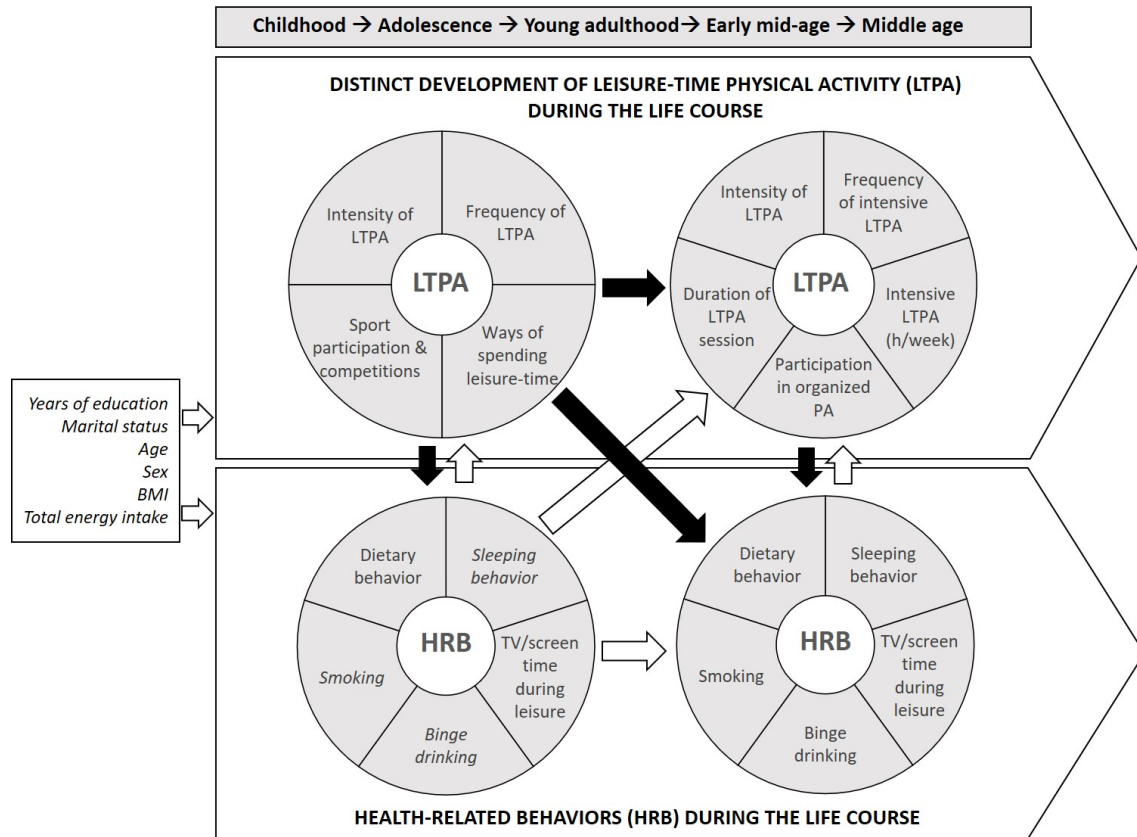 Childhood → Adolescence → Young adulthood → Early mid-age → Middle age
DISTINCT DEVELOPMENT OF LEISURE-TIME PHYSICAL ACTIVITY (LTPA)
DURING THE LIFE COURSE
Intensity of
LTPA
Frequency of
LTPA
LTPA
Sport
participation &
competitions
Ways of
spending
leisure-time
Intensity of
LTPA
Frequency
of intensive
LTPA
LTPA
Duration of
LTPA
session
Intensive
LTPA
(h/week)
Participation
in organized
PA
Years of education
Marital status
Age
Sex
BMI
Total energy intake
Dietary
behavior
Sleeping
behavior
HRB
Smoking
TV/screen
time
during
leisure
Binge
drinking
Dietary
behavior
Sleeping
behavior
HRB
Smoking
TV/screen
time
during
leisure
Binge
drinking
HEALTH-RELATED BEHAVIORS (HRB) DURING THE LIFE COURSE